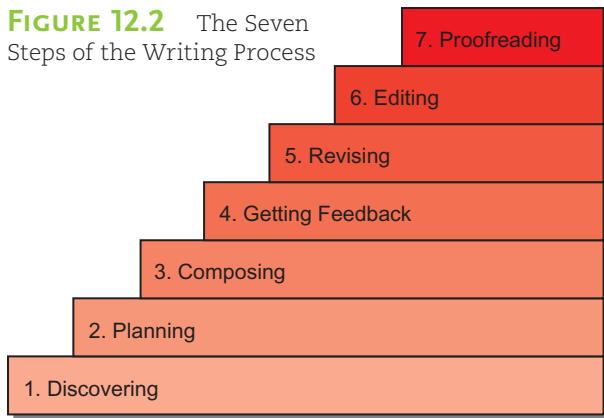 FIGURE 12.2 The Seven
Steps of the Writing Process
7. Proofreading
6. Editing
5. Revising
4. Getting Feedback
3. Composing
2. Planning
1. Discovering